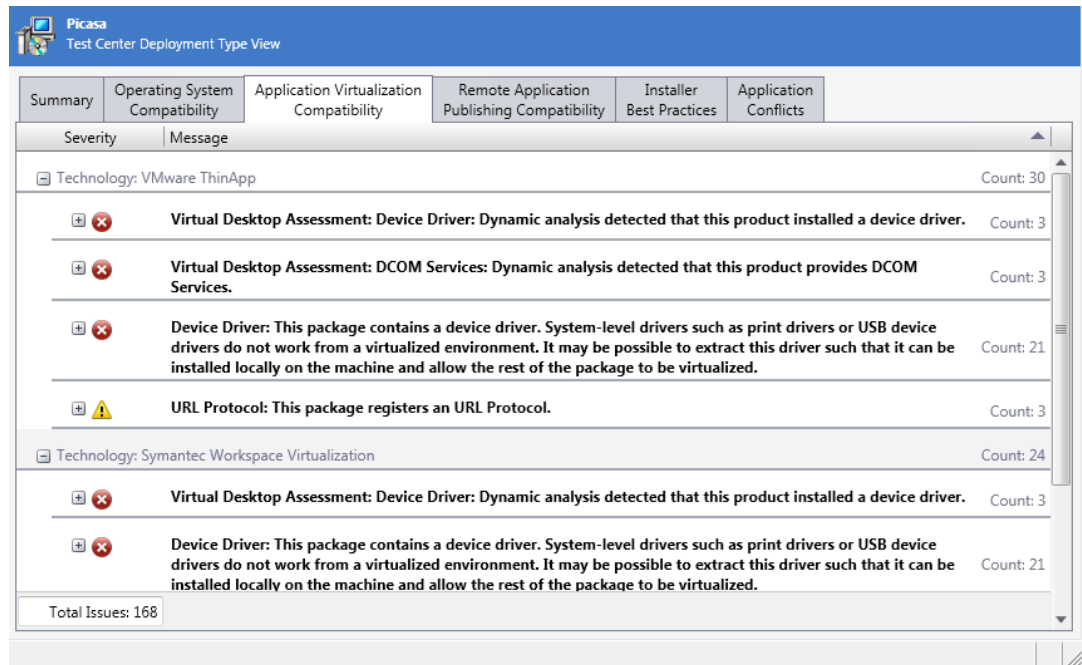 Picasa
Test Center Deployment Type View
Summary
Operating System
Compatibility
Application Virtualization
Compatibility
Remote Application
Publishing Compatibility
Installer
Best Practices
Application
Conflicts
Severity Message
Technology: VMware ThinApp Count: 30
Virtual Desktop Assessment: Device Driver: Dynamic analysis detected that this product installed a device driver. Count: 3
Virtual Desktop Assessment: DCOM Services: Dynamic analysis detected that this product provides DCOM
Services.
Count: 3
Device Driver: This package contains a device driver. System-level drivers such as print drivers or USB device
drivers do not work from a virtualized environment. It may be possible to extract this driver such that it can be
installed locally on the machine and allow the rest of the package to be virtualized.
Count: 21
URL Protocol: This package registers an URL Protocol. Count: 3
Technology: Symantec Workspace Virtualization Count: 24
Virtual Desktop Assessment: Device Driver: Dynamic analysis detected that this product installed a device driver. Count: 3
Device Driver: This package contains a device driver. System-level drivers such as print drivers or USB device
drivers do not work from a virtualized environment. It may be possible to extract this driver such that it can be
installed locally on the machine and allow the rest of the package to be virtualized.
Count: 21
Total Issues: 168